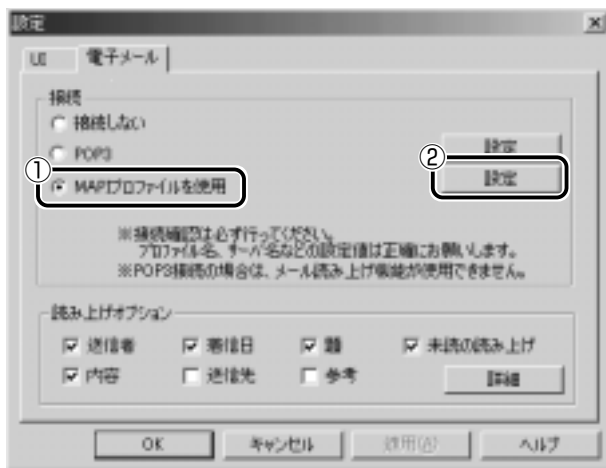 設定
UI 電子メール
接続
接続しない
POP3 設定
① MAPIプロファイルを使用 ② 設定
※接続確認は必ず行ってください。
プロファイル名、サーバ名などの設定値は正確にお願いします。
※POP3接続の場合は、メール読み上げ機能が使用できません。
読み上げオプション
送信者 着信日 題 未読の読み上げ
内容 送信先 参考 詳細
OK キャンセル 適用(A) ヘルプ